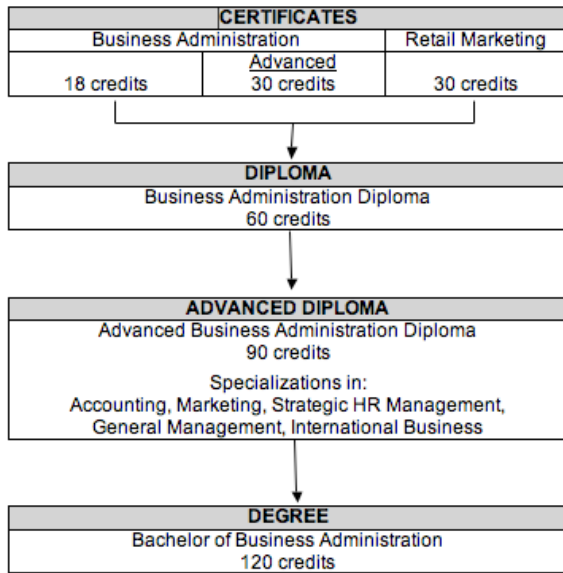 CERTIFICATES
Business Administration
Retail Marketing
Advanced
18 credits
30 credits
30 credits
DIPLOMA
Business Administration Diploma
60 credits
ADVANCED DIPLOMA
Advanced Business Administration Diploma
90 credits
Specializations in:
Accounting, Marketing, Strategic HR Management,
General Management, International Business
DEGREE
Bachelor of Business Administration
120 credits